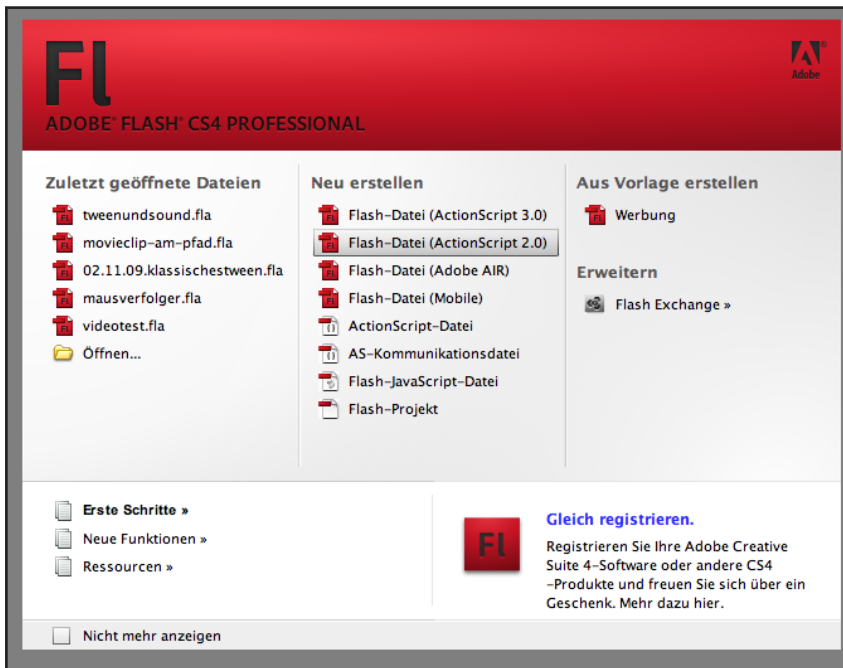 Fl
Adobe
ADOBE® FLASH® CS4 PROFESSIONAL
Zuletzt geöffnete Dateien
tweenundsound.fla
movieclip-am-pfad.fla
02.11.09.klassischestween.fla
mausverfolger.fla
videotest.fla
Öffnen...
Neu erstellen
Flash-Datei (ActionScript 3.0)
Flash-Datei (ActionScript 2.0)
Flash-Datei (Adobe AIR)
Flash-Datei (Mobile)
ActionScript-Datei
AS-Kommunikationsdatei
Flash-JavaScript-Datei
Flash-Projekt
Aus Vorlage erstellen
Werbung
Erweitern
Flash Exchange »
Erste Schritte »
Neue Funktionen »
Ressourcen »
Fl
Gleich registrieren.
Registrieren Sie Ihre Adobe Creative
Suite 4-Software oder andere CS4
-Produkte und freuen Sie sich über ein
Geschenk. Mehr dazu hier.
Nicht mehr anzeigen